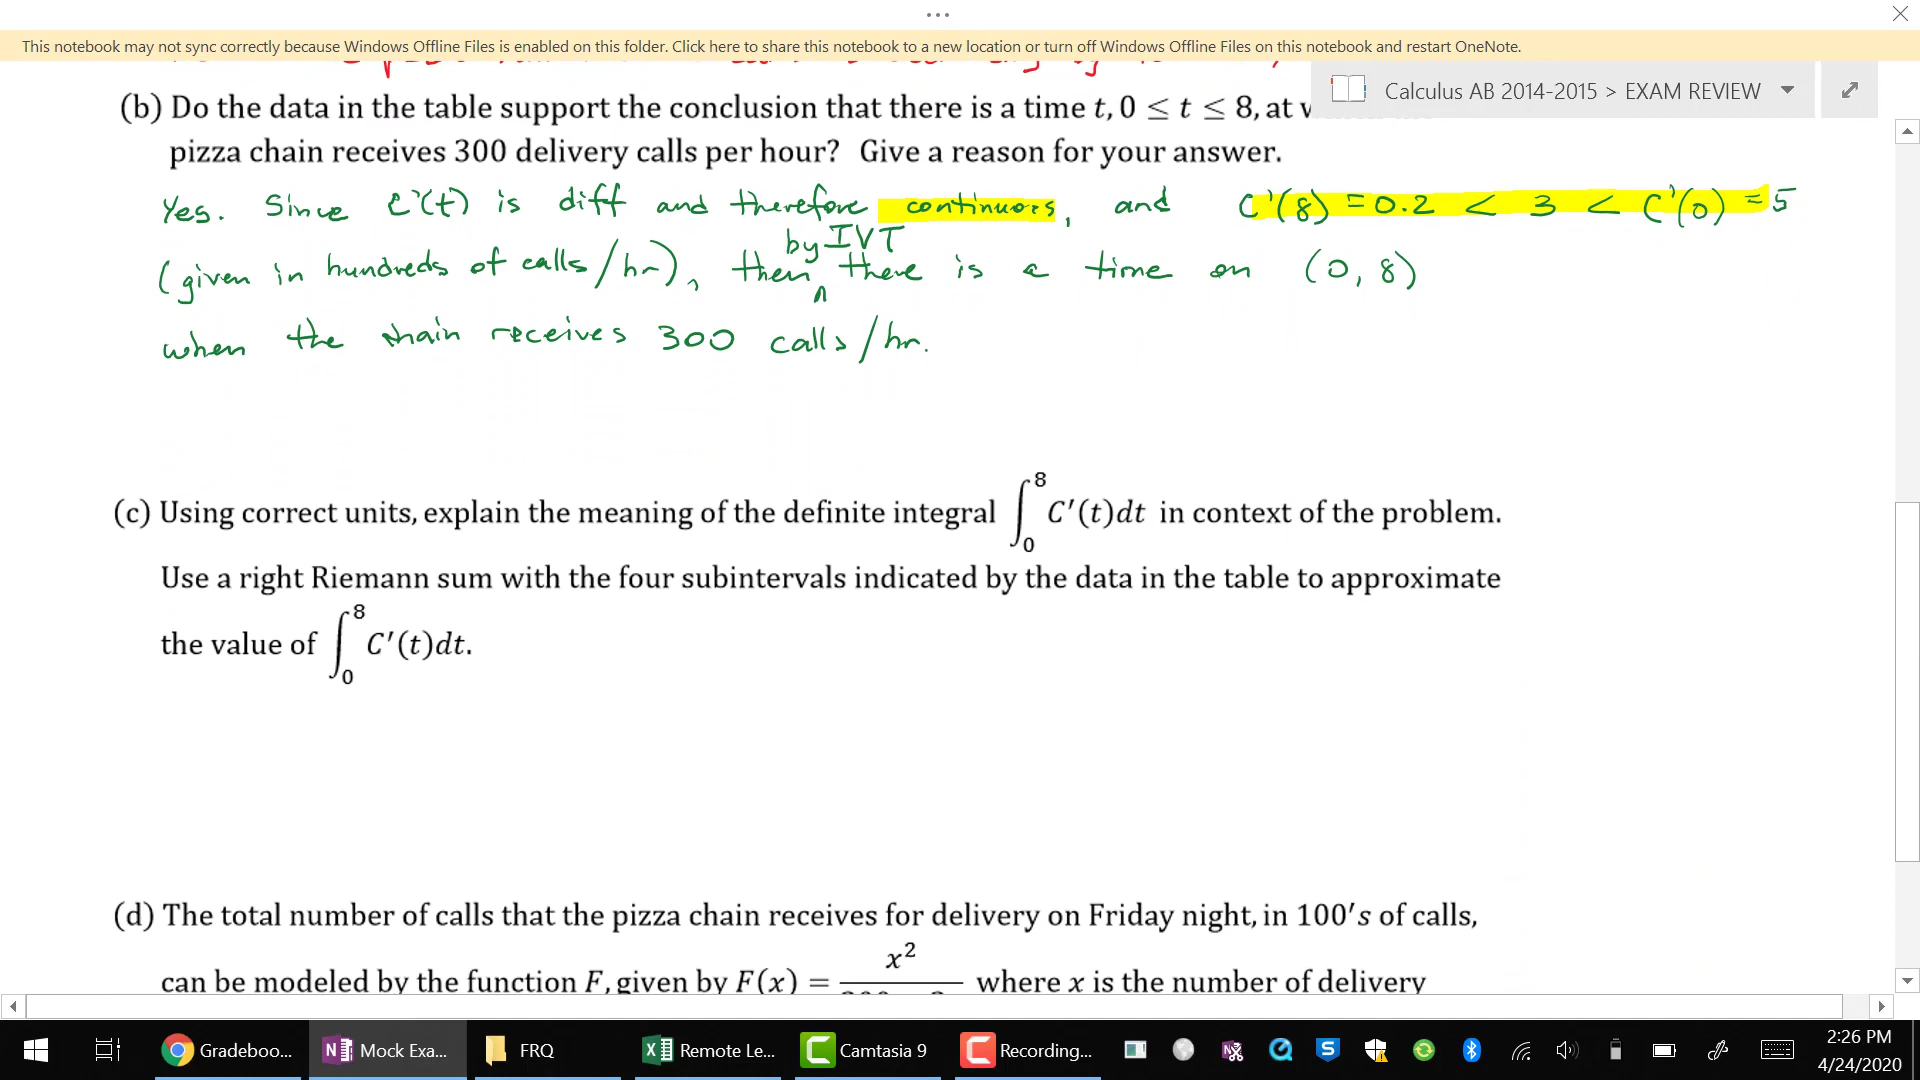 This notebook may not sync correctly because Windows Offline Files is enabled on this folder. Click here to share this notebook to a new location or turn off Windows Offline Files on this notebook and restart OneNote.
Calculus AB 2014-2015 > EXAM REVIEW
(b) Do the data in the table support the conclusion that there is a time t, 0 ≤ t ≤ 8, at
pizza chain receives 300 delivery calls per hour? Give a reason for your answer.
Yes. Since C'(t) is diff and therefore continuous, and C'(8) = 0.2 < 3 < C'(0) = 5
by IVT
(given in hundreds of calls/hr), then ^ there is a time on (0, 8)
when the chain receives 300 calls/hr.
(c) Using correct units, explain the meaning of the definite integral ∫₀⁸ C′(t)dt in context of the problem.
Use a right Riemann sum with the four subintervals indicated by the data in the table to approximate
the value of ∫₀⁸ C′(t)dt.
(d) The total number of calls that the pizza chain receives for delivery on Friday night, in 100′s of calls,
can be modeled by the function F, given by F(x) = x² where x is the number of delivery
Gradeboo... Mock Exa... FRQ Remote Le... Camtasia 9 Recording... 2:26 PM
4/24/2020